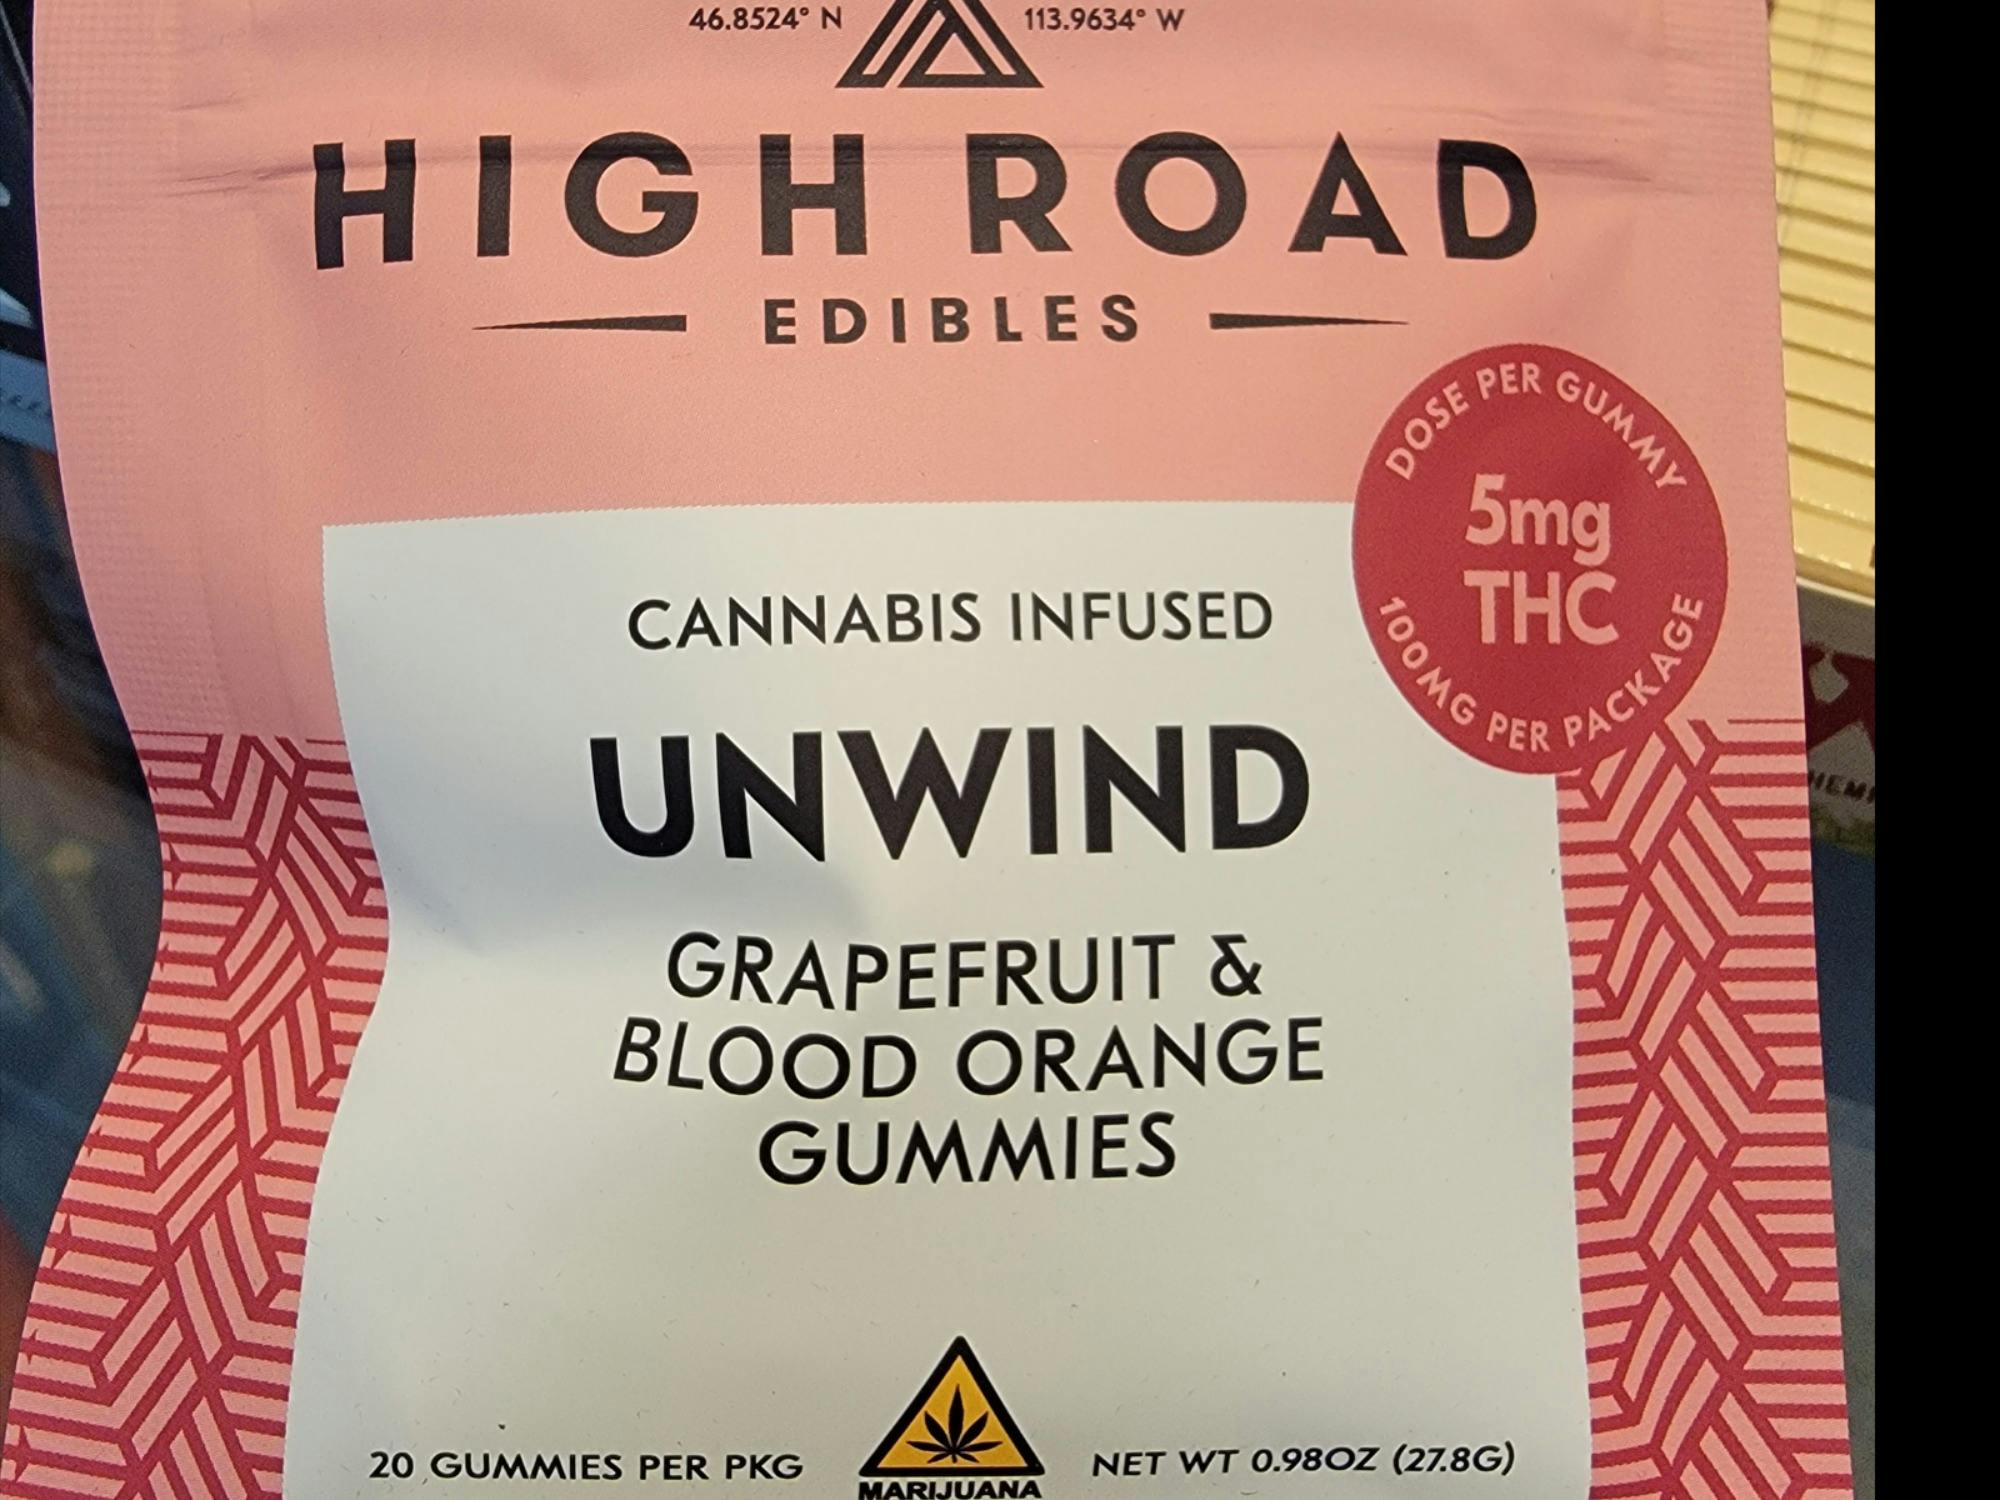 46.8524° N 113.9634° W
HIGH ROAD
EDIBLES
DOSE PER GUMMY
5mg
THC
100MG PER PACKAGE
CANNABIS INFUSED
UNWIND
GRAPEFRUIT &
BLOOD ORANGE
GUMMIES
20 GUMMIES PER PKG
MARIJUANA
NET WT 0.98OZ (27.8G)